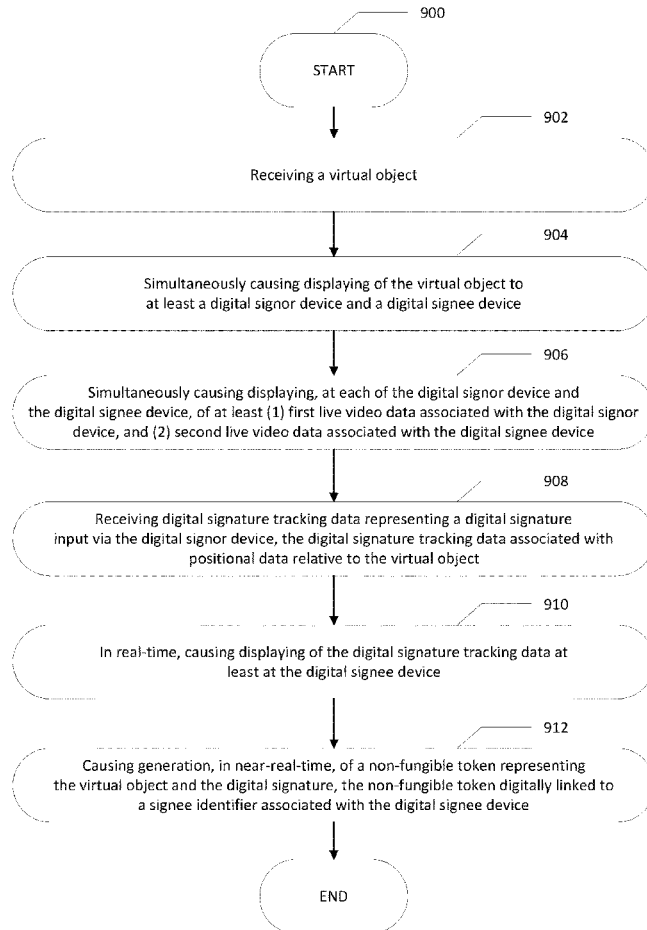 900
START
902
Receiving a virtual object
904
Simultaneously causing displaying of the virtual object to
at least a digital signor device and a digital signee device
906
Simultaneously causing displaying, at each of the digital signor device and
the digital signee device, of at least (1) first live video data associated with the digital signor
device, and (2) second live video data associated with the digital signee device
908
Receiving digital signature tracking data representing a digital signature
input via the digital signor device, the digital signature tracking data associated with
positional data relative to the virtual object
910
In real-time, causing displaying of the digital signature tracking data at
least at the digital signee device
912
Causing generation, in near-real-time, of a non-fungible token representing
the virtual object and the digital signature, the non-fungible token digitally linked to
a signee identifier associated with the digital signee device
END